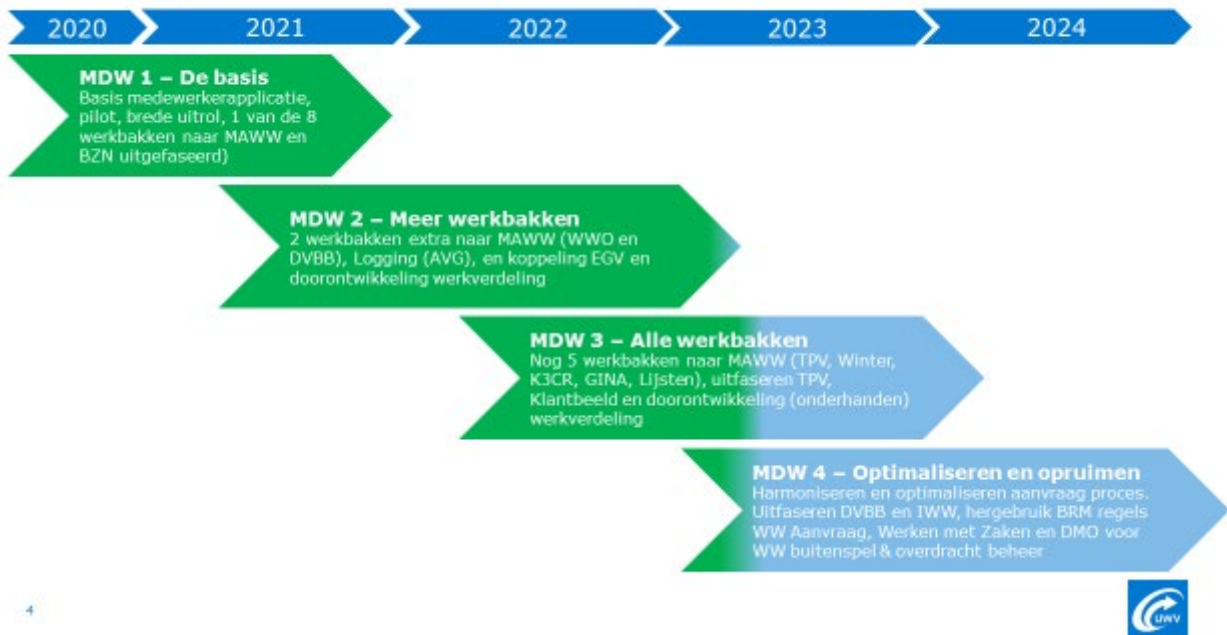 2020 2021 2022 2023 2024
MDW 1 – De basis
Basis medewerkerapplicatie,
pilot, brede uitrol, 1 van de 8
werkbakken naar MAWW en
BZN uitgefaseerd)
MDW 2 – Meer werkbakken
2 werkbakken extra naar MAWW (WWO en
DVBB), Logging (AVG), en koppeling EGV en
doorontwikkeling werkverdeling
MDW 3 – Alle werkbakken
Nog 5 werkbakken naar MAWW (TPV, Winter,
K3CR, GINA, Lijsten), uitfaseren TPV,
Klantbeeld en doorontwikkeling (onderhanden)
werkverdeling
MDW 4 – Optimaliseren en opruimen
Harmoniseren en optimaliseren aanvraag proces.
Uitfaseren DVBB en IWW, hergebruik BRM regels
WW Aanvraag, Werken met Zaken en DMO voor
WW buitenspel & overdracht beheer
4
UWV